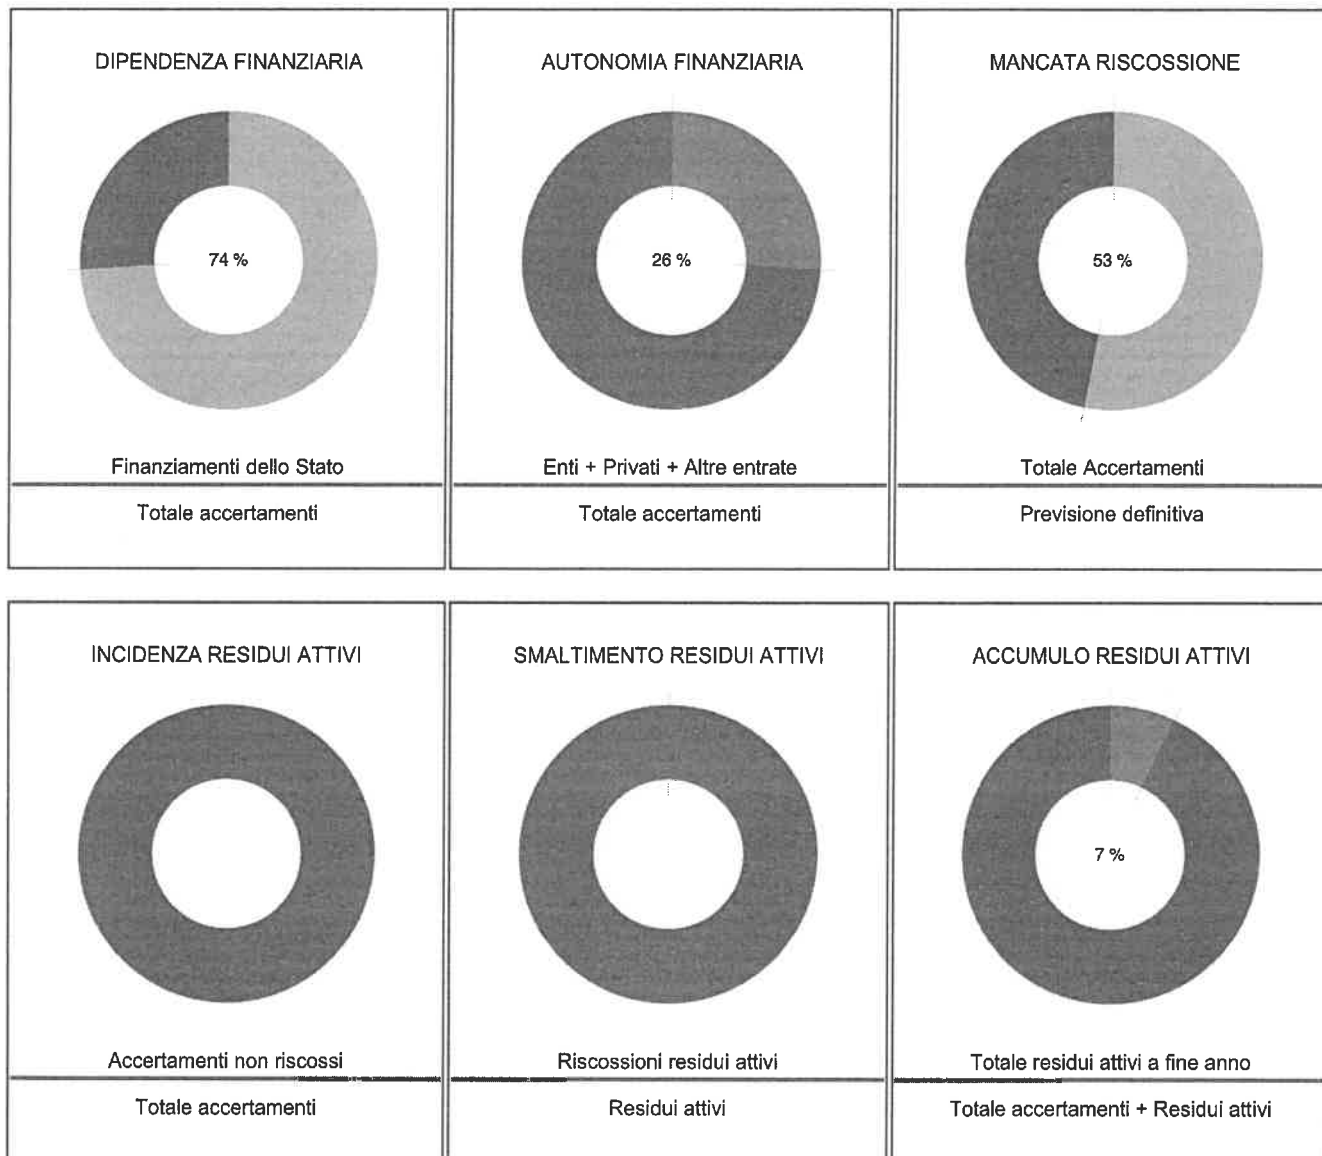 DIPENDENZA FINANZIARIA
74 %
Finanziamenti dello Stato
Totale accertamenti
AUTONOMIA FINANZIARIA
26 %
Enti + Privati + Altre entrate
Totale accertamenti
MANCATA RISCOSSIONE
53 %
Totale Accertamenti
Previsione definitiva
INCIDENZA RESIDUI ATTIVI
Accertamenti non riscossi
Totale accertamenti
SMALTIMENTO RESIDUI ATTIVI
Riscossioni residui attivi
Residui attivi
ACCUMULO RESIDUI ATTIVI
7 %
Totale residui attivi a fine anno
Totale accertamenti + Residui attivi